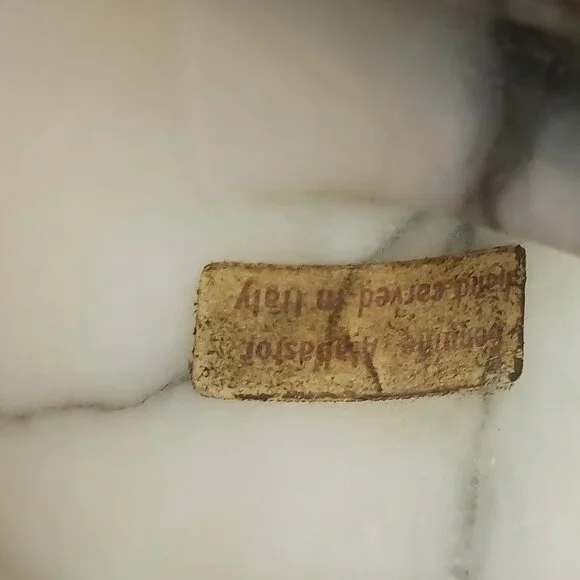 Genuine Alabastor
hand-carved in Italy